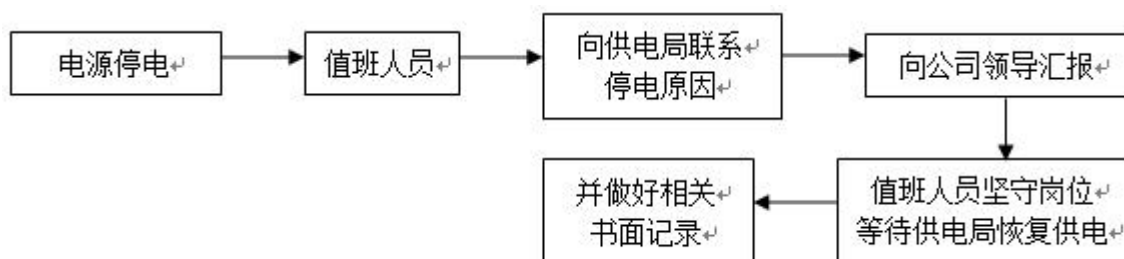 电源停电
值班人员
向供电局联系
停电原因
向公司领导汇报
值班人员坚守岗位
等待供电局恢复供电
并做好相关
书面记录